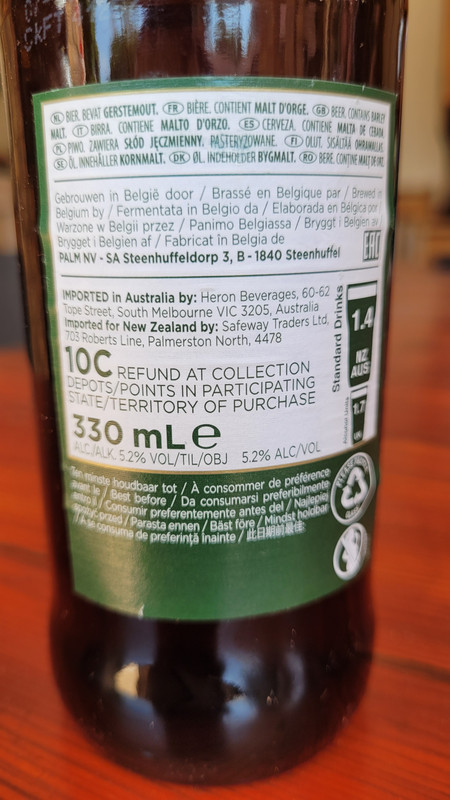 CKFT4
NL BIER. BEVAT GERSTEMOUT. FR BIÈRE. CONTIENT MALT D'ORGE. GB BEER. CONTAINS BARLEY
MALT. IT BIRRA. CONTIENE MALTO D'ORZO. ES CERVEZA. CONTIENE MALTA DE CEBADA.
PL PIWO. ZAWIERA SŁÓD JĘCZMIENNY. PASTERYZOWANE. FI OLUT. SISÄLTÄÄ OHRAMALLAS.
SE ÖL. INNEHÅLLER KORNMALT. DK ØL. INDEHOLDER BYGMALT. RO BERE. CONȚINE MALT DE ORZ.
Gebrouwen in België door / Brassé en Belgique par / Brewed in
Belgium by / Fermentata in Belgio da / Elaborada en Bélgica por /
Warzone w Belgii przez / Panimo Belgiassa / Bryggt i Belgien av /
Brygget i Belgien af / Fabricat în Belgia de
PALM NV - SA Steenhuffeldorp 3, B - 1840 Steenhuffel
EAC
IMPORTED in Australia by: Heron Beverages, 60-62
Tope Street, South Melbourne VIC 3205, Australia
Imported for New Zealand by: Safeway Traders Ltd,
703 Roberts Line, Palmerston North, 4478
10C REFUND AT COLLECTION
DEPOTS/POINTS IN PARTICIPATING
STATE/TERRITORY OF PURCHASE
330 mL e
ALC/ALK. 5.2% VOL/TIL/OBJ 5.2% ALC/VOL
Standard Drinks
1.4
NZ
AUS
1.7
UK
Ten minste houdbaar tot / À consommer de préférence
avant le / Best before / Da consumarsi preferibilmente
entro il / Consumir preferentemente antes del / Najlepiej
spożyć przed / Parasta ennen / Bäst före / Mindst holdbar
/ A se consuma de preferință înainte / 此日期前最佳: